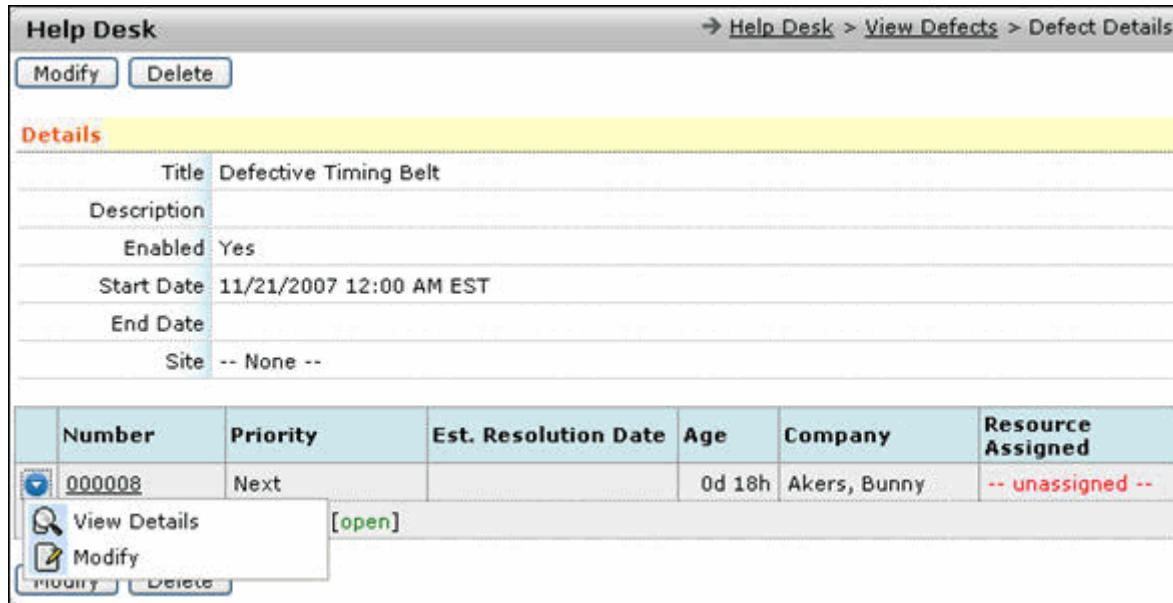 Help Desk
→ Help Desk > View Defects > Defect Details
Modify Delete
Details
Title Defective Timing Belt
Description
Enabled Yes
Start Date 11/21/2007 12:00 AM EST
End Date
Site -- None --
Number Priority Est. Resolution Date Age Company Resource Assigned
000008 Next 0d 18h Akers, Bunny -- unassigned --
View Details [open]
Modify
Modify Delete